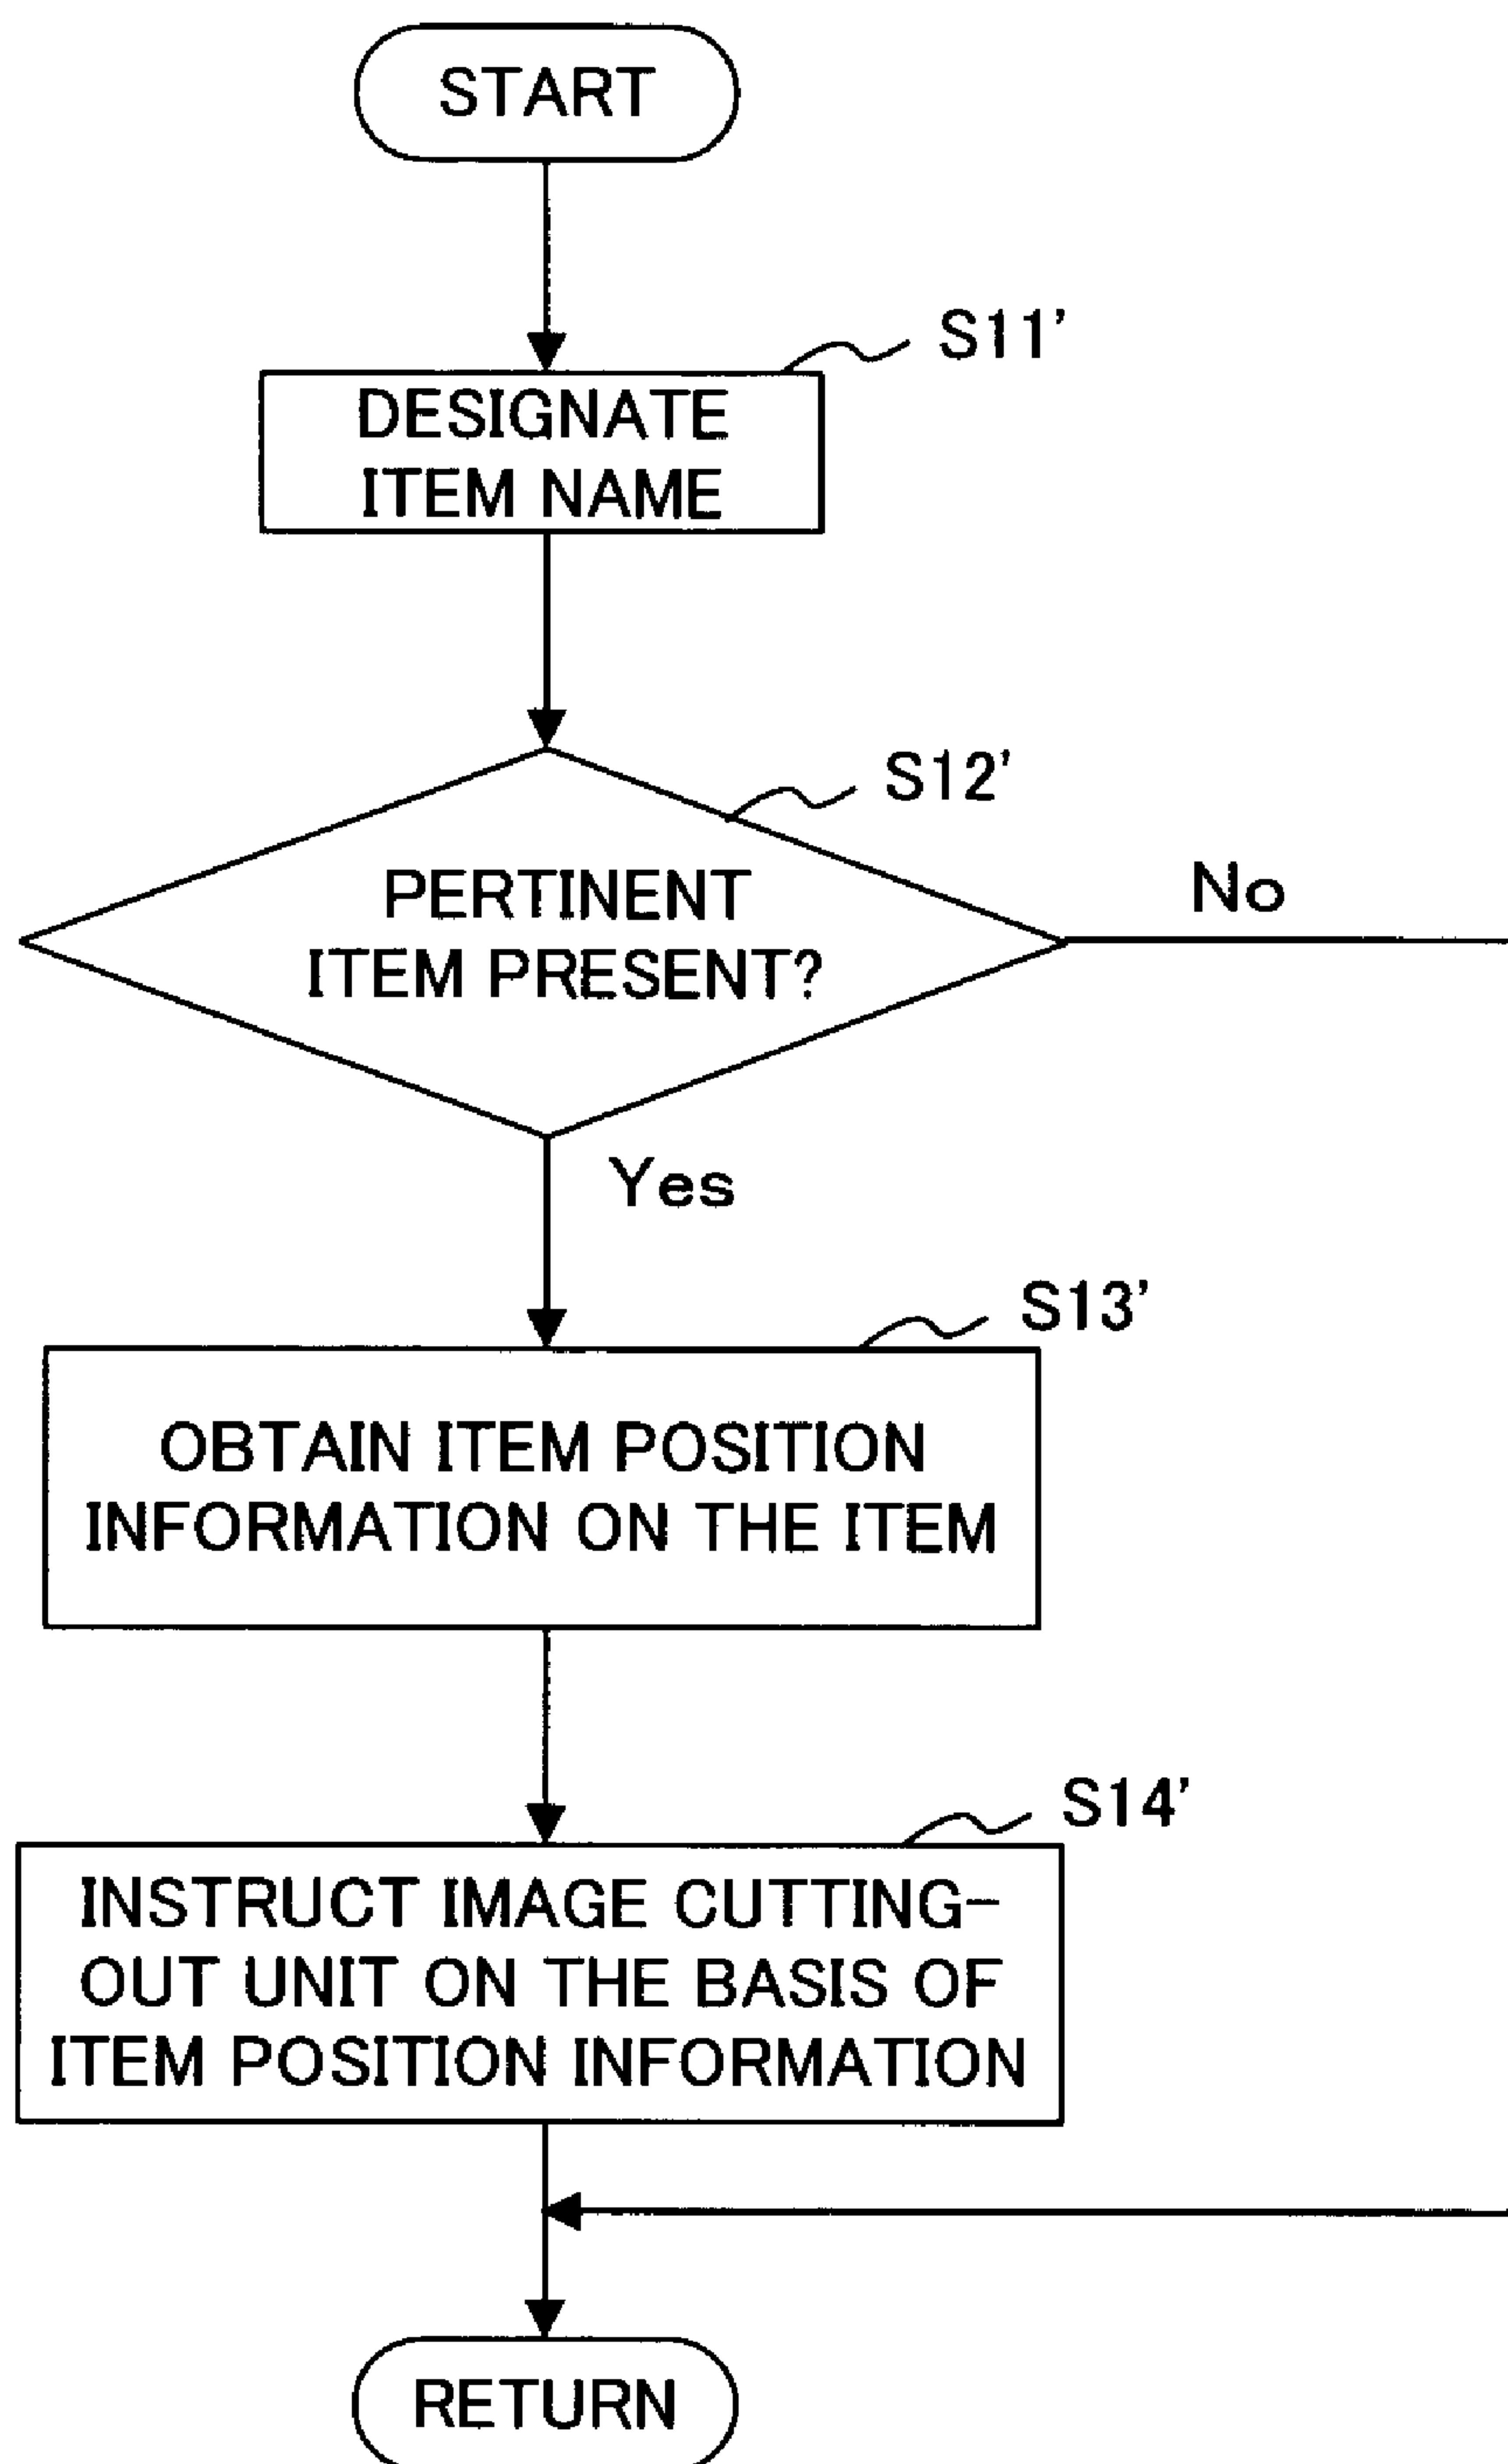 START
S11'
DESIGNATE
ITEM NAME
S12'
PERTINENT
ITEM PRESENT?
No
Yes
S13'
OBTAIN ITEM POSITION
INFORMATION ON THE ITEM
S14'
INSTRUCT IMAGE CUTTING-
OUT UNIT ON THE BASIS OF
ITEM POSITION INFORMATION
RETURN